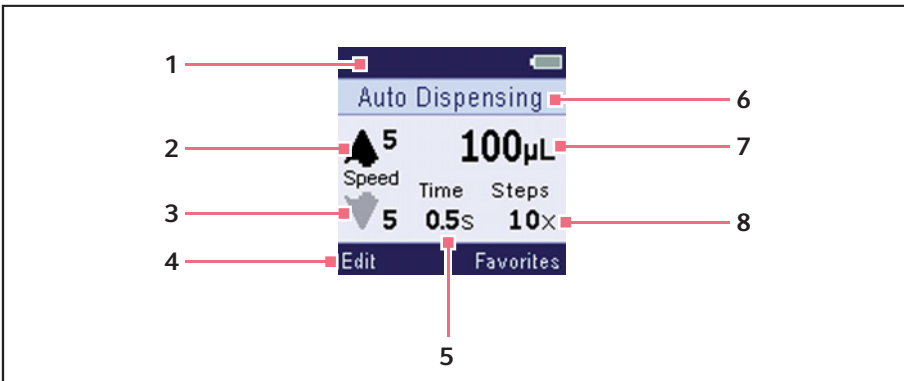 1
Auto Dispensing
6
2
5
100µL
7
Speed
Time
Steps
3
5
0.5s
10x
8
4
Edit
Favorites
5